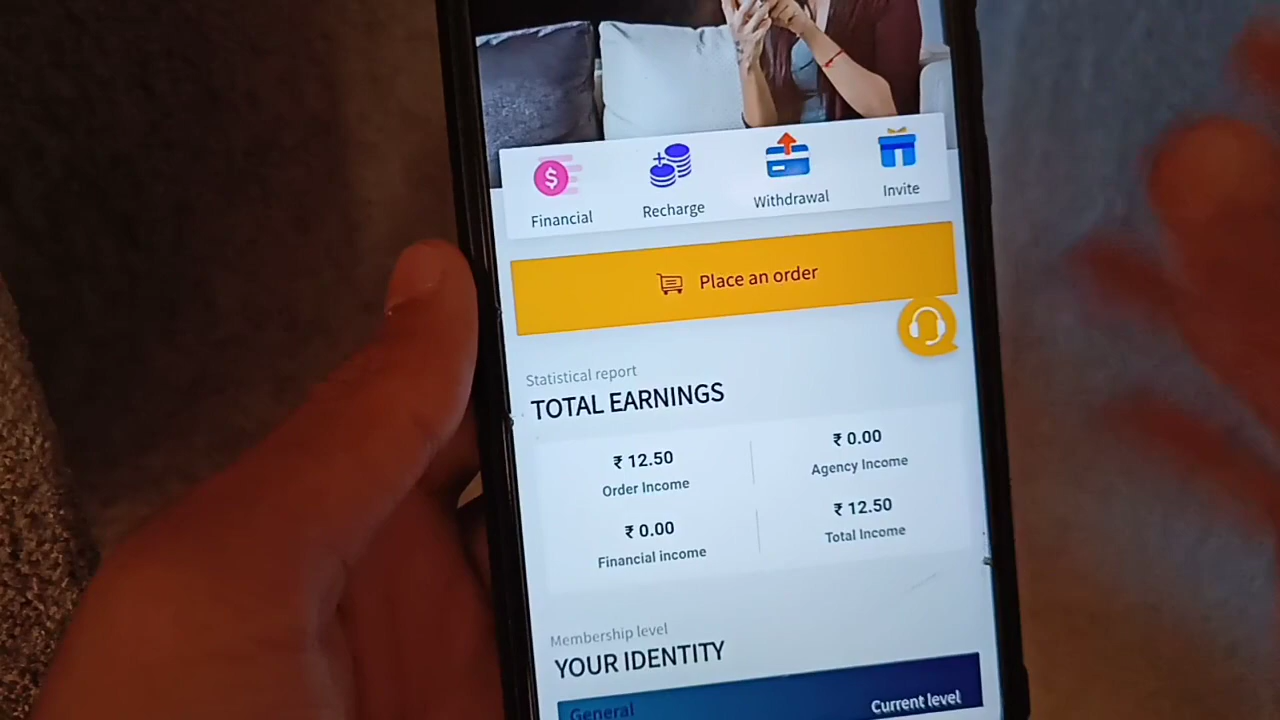 Financial
Recharge
Withdrawal
Invite
Place an order
Statistical report
TOTAL EARNINGS
₹ 12.50
Order Income
₹ 0.00
Agency Income
₹ 0.00
Financial income
₹ 12.50
Total Income
Membership level
YOUR IDENTITY
General
Current level